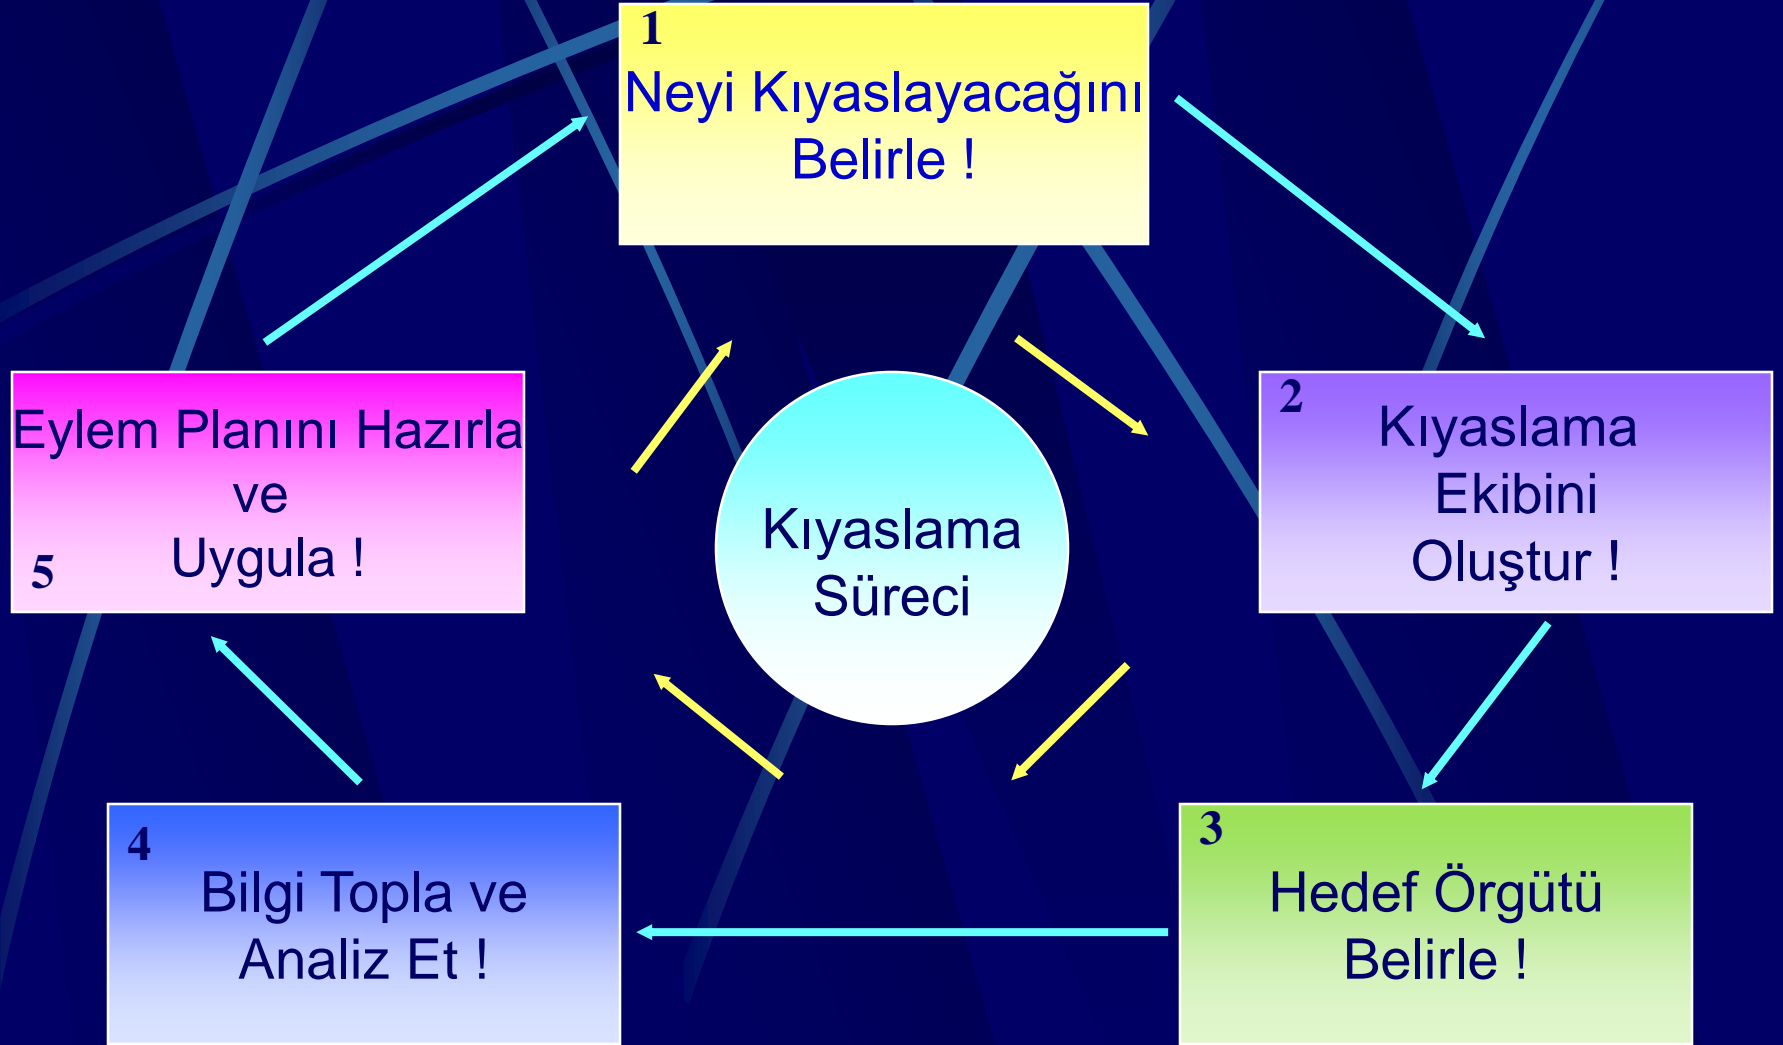 1
Neyi Kıyaslayacağını
Belirle !
2
Kıyaslama
Ekibini
Oluştur !
3
Hedef Örgütü
Belirle !
4
Bilgi Topla ve
Analiz Et !
5
Eylem Planını Hazırla
ve
Uygula !
Kıyaslama
Süreci